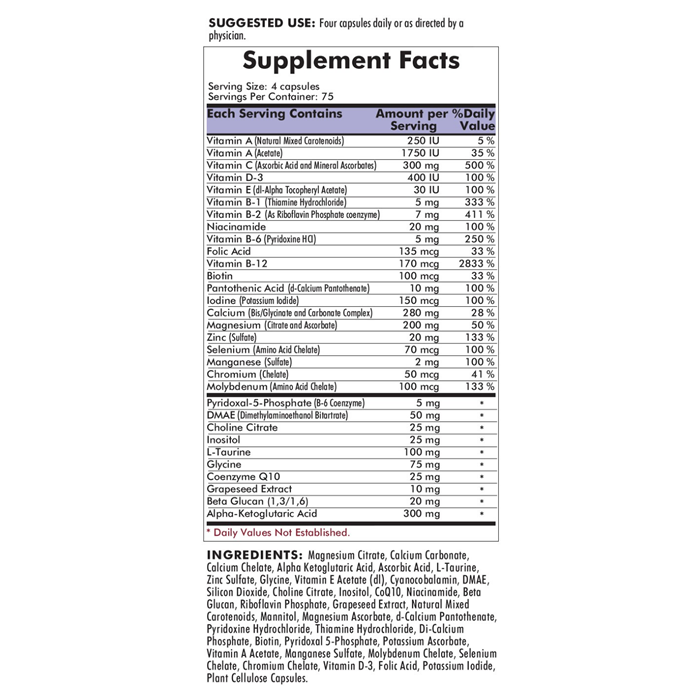 SUGGESTED USE: Four capsules daily or as directed by a
physician.
Supplement Facts
Serving Size: 4 capsules
Servings Per Container: 75
Each Serving Contains Amount per Serving %Daily Value
Vitamin A (Natural Mixed Carotenoids) 250 IU 5 %
Vitamin A (Acetate) 1750 IU 35 %
Vitamin C (Ascorbic Acid and Mineral Ascorbates) 300 mg 500 %
Vitamin D-3 400 IU 100 %
Vitamin E (dl-Alpha Tocopheryl Acetate) 30 IU 100 %
Vitamin B-1 (Thiamine Hydrochloride) 5 mg 333 %
Vitamin B-2 (As Riboflavin Phosphate coenzyme) 7 mg 411 %
Niacinamide 20 mg 100 %
Vitamin B-6 (Pyridoxine HCl) 5 mg 250 %
Folic Acid 135 mcg 33 %
Vitamin B-12 170 mcg 2833 %
Biotin 100 mcg 33 %
Pantothenic Acid (d-Calcium Pantothenate) 10 mg 100 %
Iodine (Potassium Iodide) 150 mcg 100 %
Calcium (Bis/Glycinate and Carbonate Complex) 280 mg 28 %
Magnesium (Citrate and Ascorbate) 200 mg 50 %
Zinc (Sulfate) 20 mg 133 %
Selenium (Amino Acid Chelate) 70 mcg 100 %
Manganese (Sulfate) 2 mg 100 %
Chromium (Chelate) 50 mcg 41 %
Molybdenum (Amino Acid Chelate) 100 mcg 133 %
Pyridoxal-5-Phosphate (B-6 Coenzyme) 5 mg *
DMAE (Dimethylaminoethanol Bitartrate) 50 mg *
Choline Citrate 25 mg *
Inositol 25 mg *
L-Taurine 100 mg *
Glycine 75 mg *
Coenzyme Q10 25 mg *
Grapeseed Extract 10 mg *
Beta Glucan (1,3/1,6) 20 mg *
Alpha-Ketoglutaric Acid 300 mg *
* Daily Values Not Established.
INGREDIENTS: Magnesium Citrate, Calcium Carbonate,
Calcium Chelate, Alpha Ketoglutaric Acid, Ascorbic Acid, L-Taurine,
Zinc Sulfate, Glycine, Vitamin E Acetate (dl), Cyanocobalamin, DMAE,
Silicon Dioxide, Choline Citrate, Inositol, CoQ10, Niacinamide, Beta
Glucan, Riboflavin Phosphate, Grapeseed Extract, Natural Mixed
Carotenoids, Mannitol, Magnesium Ascorbate, d-Calcium Pantothenate,
Pyridoxine Hydrochloride, Thiamine Hydrochloride, Di-Calcium
Phosphate, Biotin, Pyridoxal 5-Phosphate, Potassium Ascorbate,
Vitamin A Acetate, Manganese Sulfate, Molybdenum Chelate, Selenium
Chelate, Chromium Chelate, Vitamin D-3, Folic Acid, Potassium Iodide,
Plant Cellulose Capsules.